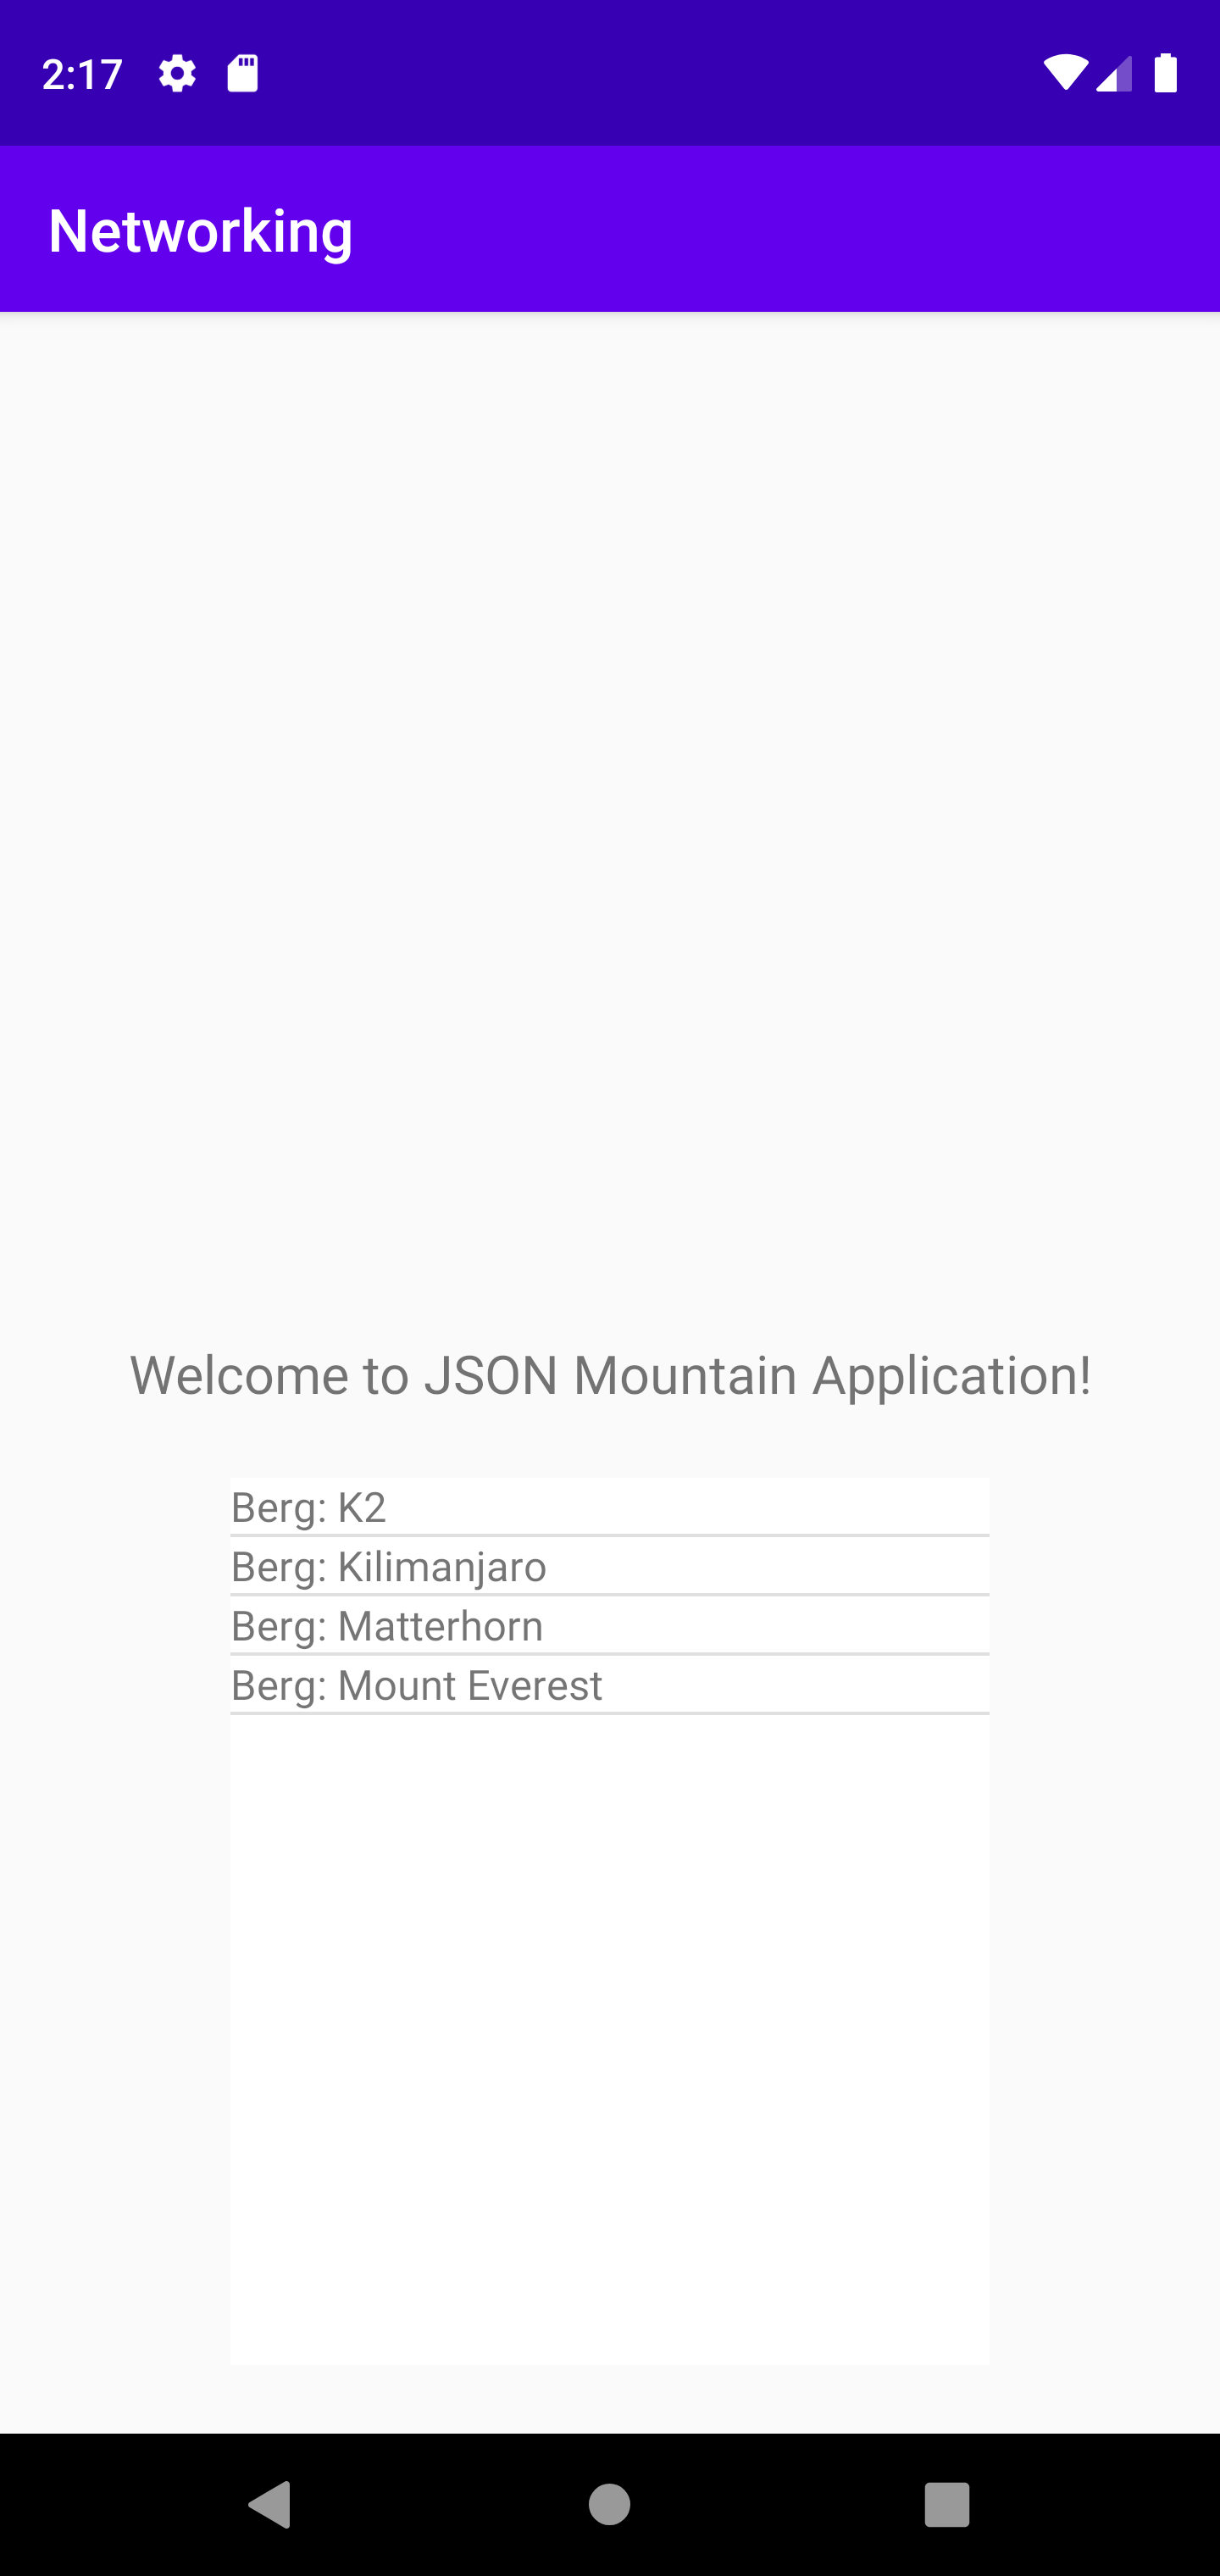 2:17
Networking
Welcome to JSON Mountain Application!
Berg: K2
Berg: Kilimanjaro
Berg: Matterhorn
Berg: Mount Everest